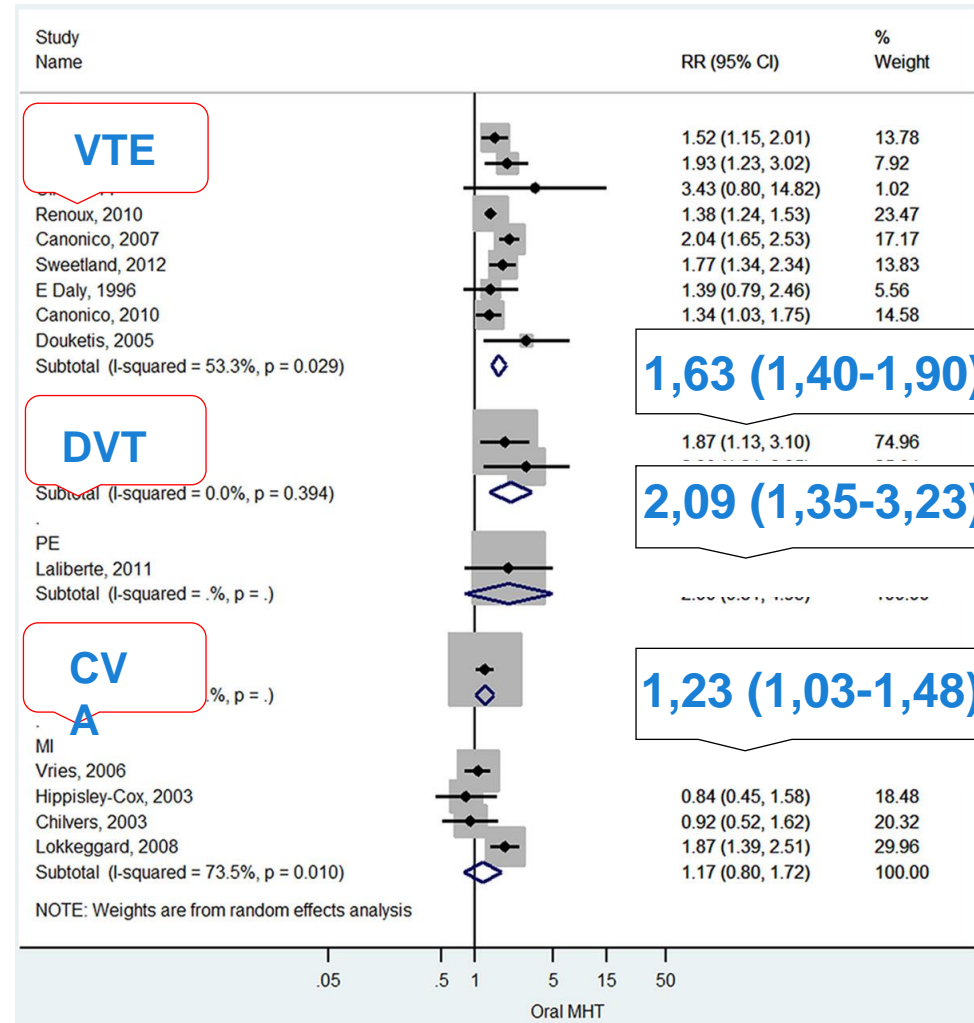 Study %
Name RR (95% CI) Weight
VTE
1.52 (1.15, 2.01) 13.78
1.93 (1.23, 3.02) 7.92
3.43 (0.80, 14.82) 1.02
Renoux, 2010 1.38 (1.24, 1.53) 23.47
Canonico, 2007 2.04 (1.65, 2.53) 17.17
Sweetland, 2012 1.77 (1.34, 2.34) 13.83
E Daly, 1996 1.39 (0.79, 2.46) 5.56
Canonico, 2010 1.34 (1.03, 1.75) 14.58
Douketis, 2005
Subtotal (I-squared = 53.3%, p = 0.029) 1,63 (1,40-1,90)
.
DVT
1.87 (1.13, 3.10) 74.96
Subtotal (I-squared = 0.0%, p = 0.394) 2,09 (1,35-3,23)
.
PE
Laliberte, 2011
Subtotal (I-squared = .%, p = .)
CV
A
.%, p = .) 1,23 (1,03-1,48)
.
MI
Vries, 2006
Hippisley-Cox, 2003 0.84 (0.45, 1.58) 18.48
Chilvers, 2003 0.92 (0.52, 1.62) 20.32
Lokkeggard, 2008 1.87 (1.39, 2.51) 29.96
Subtotal (I-squared = 73.5%, p = 0.010) 1.17 (0.80, 1.72) 100.00
NOTE: Weights are from random effects analysis
.05 .5 1 5 15 50
Oral MHT